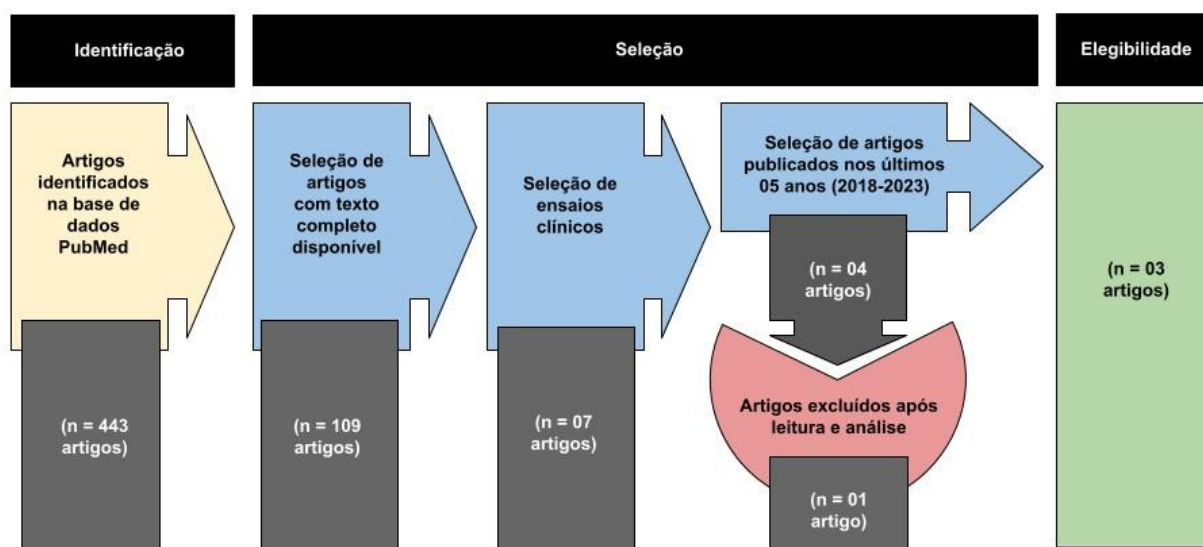 Identificação
Seleção
Elegibilidade
Artigos
identificados
na base de
dados
PubMed
(n = 443
artigos)
Seleção de
artigos
com texto
completo
disponível
(n = 109
artigos)
Seleção de
ensaios
clínicos
(n = 07
artigos)
Seleção de artigos
publicados nos últimos
05 anos (2018-2023)
(n = 04
artigos)
Artigos excluídos após
leitura e análise
(n = 01
artigo)
(n = 03
artigos)